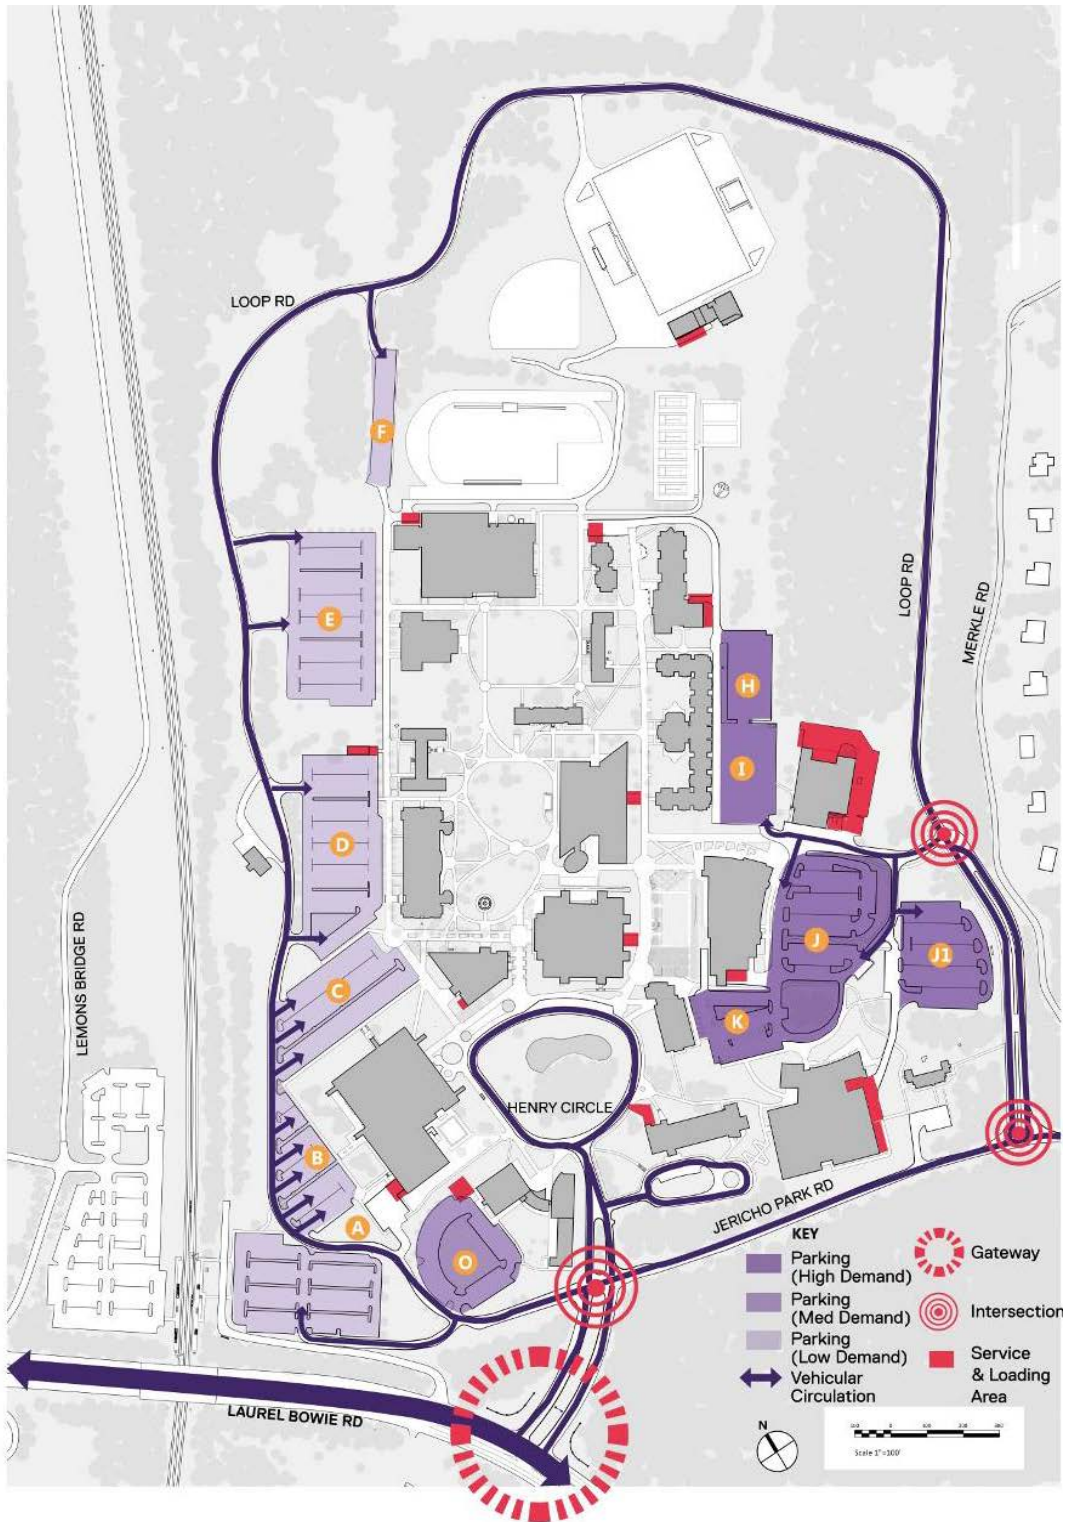 LOOP RD
F
E
LOOP RD
MERKLE RD
H
I
D
LEMONS BRIDGE RD
J
J1
C
K
HENRY CIRCLE
B
A
JERICHO PARK RD
O
KEY
Parking
(High Demand)
Parking
(Med Demand)
Parking
(Low Demand)
Vehicular
Circulation
Gateway
Intersection
Service
& Loading
Area
LAUREL BOWIE RD
N
Scale 1"=100'